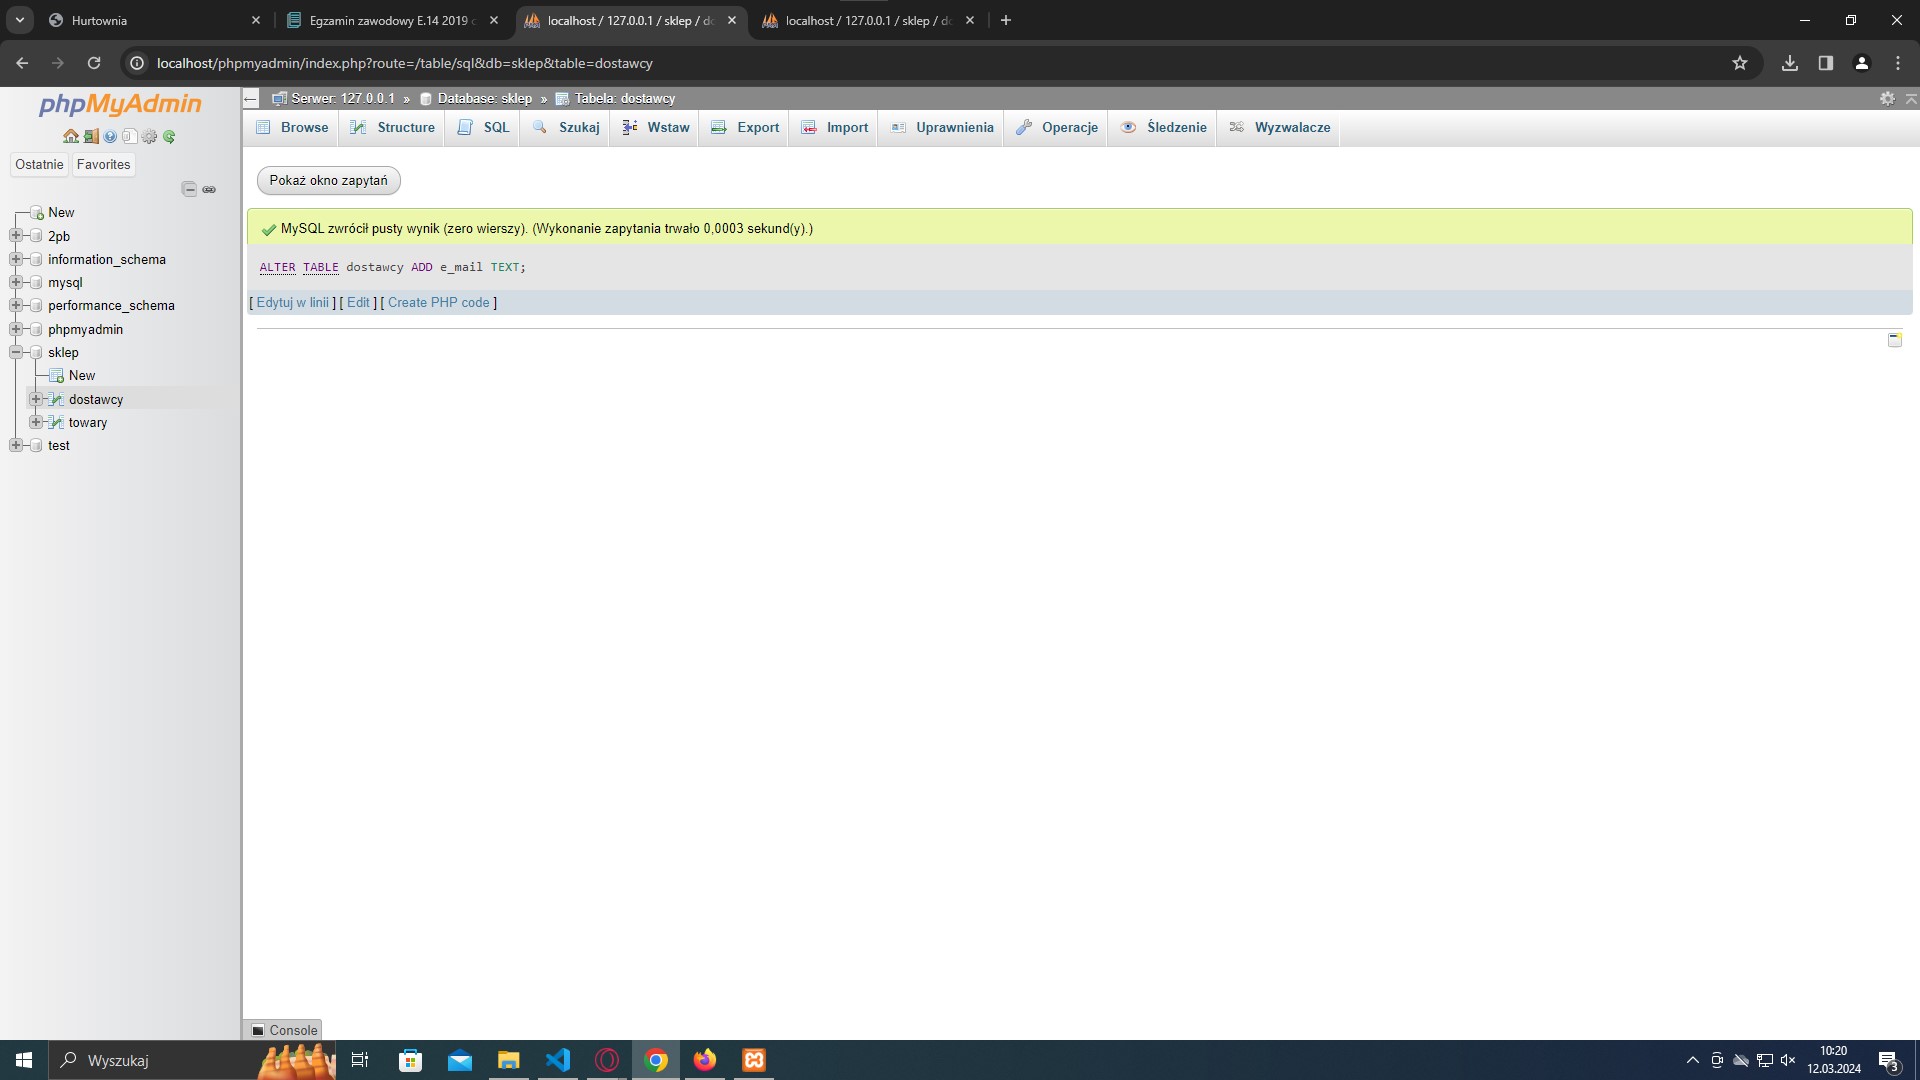 Hurtownia
Egzamin zawodowy E.14 2019 c
localhost / 127.0.0.1 / sklep / do
localhost / 127.0.0.1 / sklep / do
localhost/phpmyadmin/index.php?route=/table/sql&db=sklep&table=dostawcy
phpMyAdmin
Ostatnie Favorites
New
2pb
information_schema
mysql
performance_schema
phpmyadmin
sklep
New
dostawcy
towary
test
Serwer: 127.0.0.1 » Database: sklep » Tabela: dostawcy
Browse Structure SQL Szukaj Wstaw Export Import Uprawnienia Operacje Śledzenie Wyzwalacze
Pokaż okno zapytań
MySQL zwrócił pusty wynik (zero wierszy). (Wykonanie zapytania trwało 0,0003 sekund(y).)
ALTER TABLE dostawcy ADD e_mail TEXT;
[ Edytuj w linii ] [ Edit ] [ Create PHP code ]
Console
Wyszukaj
10:20
12.03.2024
3